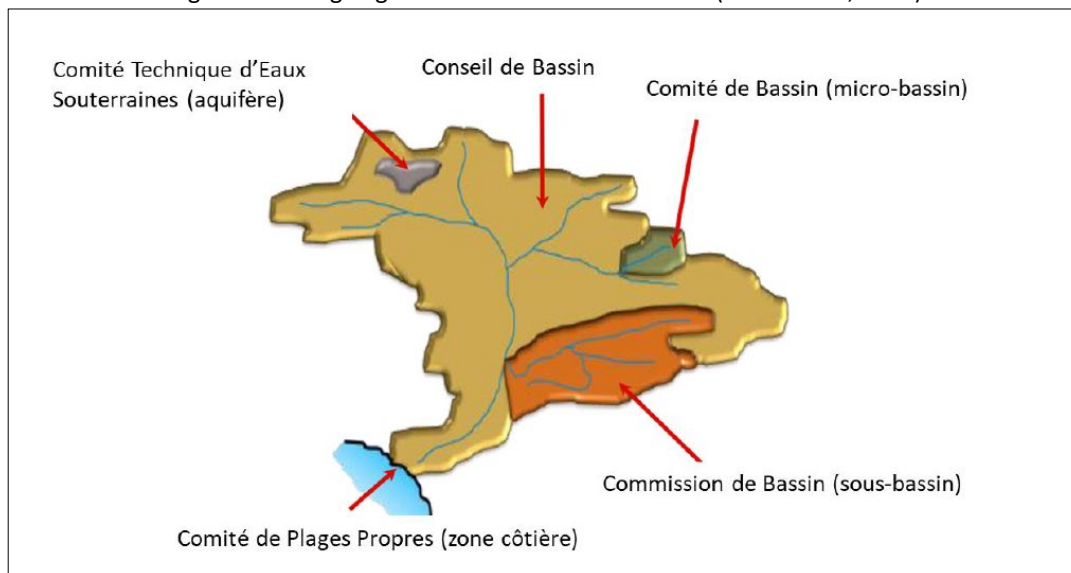 Comité Technique d'Eaux
Souterraines (aquifère)
Conseil de Bassin
Comité de Bassin (micro-bassin)
Commission de Bassin (sous-bassin)
Comité de Plages Propres (zone côtière)